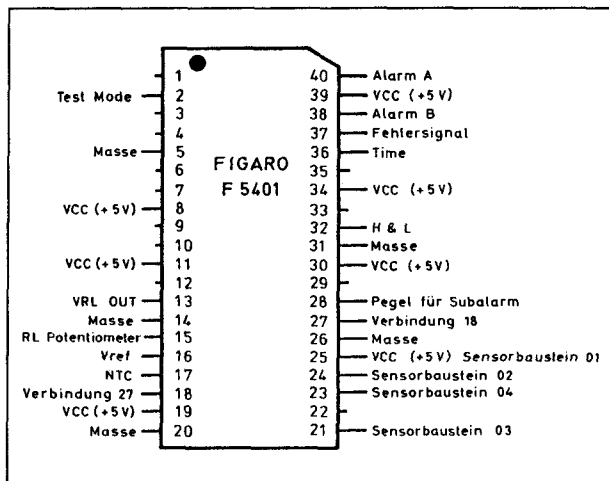 1
Test Mode 2
3
4
Masse 5
6
7
VCC (+5V) 8
9
10
VCC (+5V) 11
12
VRL OUT 13
Masse 14
RL Potentiometer 15
Vref 16
NTC 17
Verbindung 27 18
VCC (+5V) 19
Masse 20
FIGARO
F 5401
40 Alarm A
39 VCC (+5V)
38 Alarm B
37 Fehlersignal
36 Time
35
34 VCC (+5V)
33
32 H & L
31 Masse
30 VCC (+5V)
29
28 Pegel für Subalarm
27 Verbindung 18
26 Masse
25 VCC (+5V) Sensorbaustein 01
24 Sensorbaustein 02
23 Sensorbaustein 04
22
21 Sensorbaustein 03